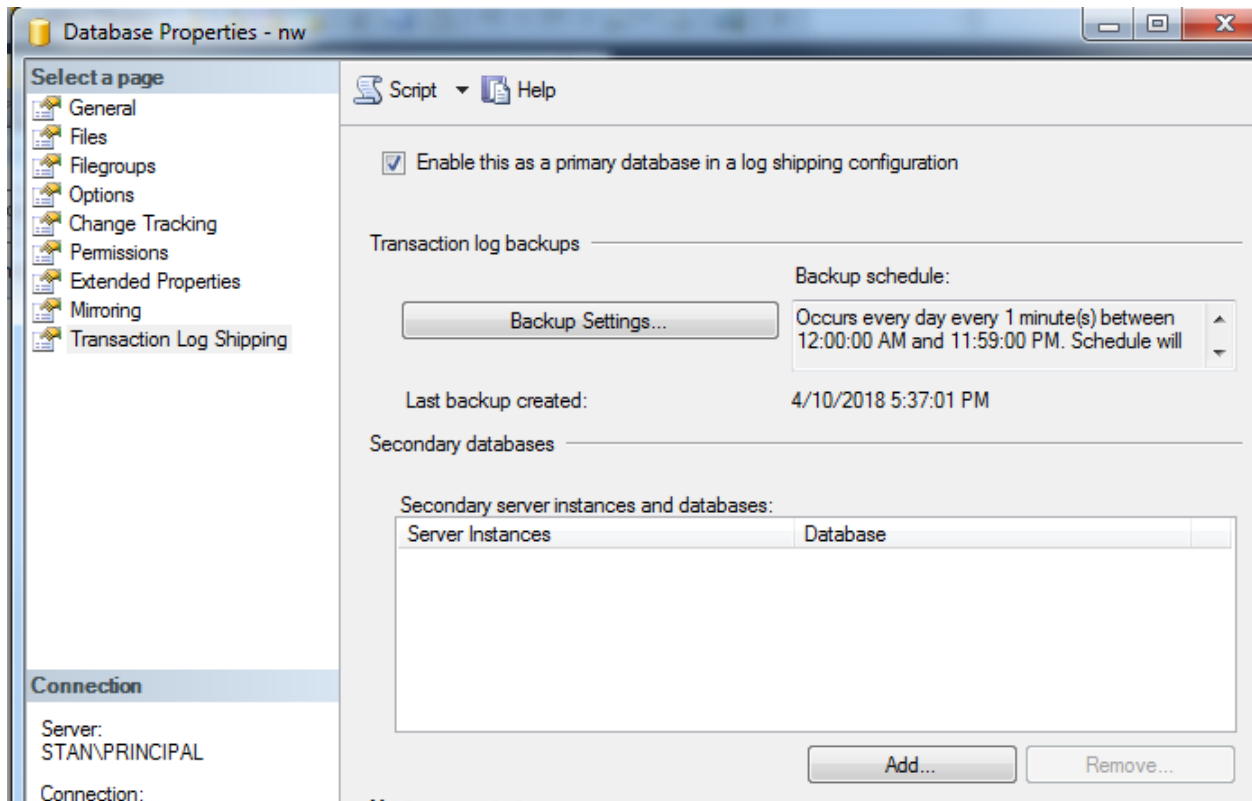 Database Properties - nw
Select a page
General
Files
Filegroups
Options
Change Tracking
Permissions
Extended Properties
Mirroring
Transaction Log Shipping
Connection
Server:
STAN\PRINCIPAL
Connection:
Script
Help
Enable this as a primary database in a log shipping configuration
Transaction log backups
Backup schedule:
Backup Settings...
Occurs every day every 1 minute(s) between
12:00:00 AM and 11:59:00 PM. Schedule will
Last backup created:
4/10/2018 5:37:01 PM
Secondary databases
Secondary server instances and databases:
Server Instances
Database
Add...
Remove...